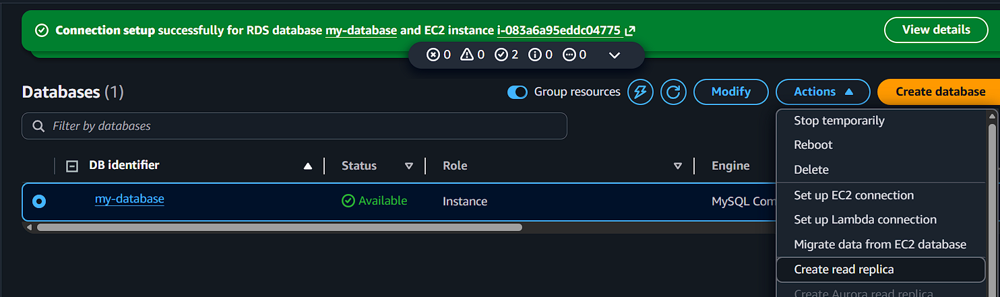 Connection setup successfully for RDS database my-database and EC2 instance i-083a6a95eddc04775
View details
0 0 2 0 0
Databases (1)
Group resources
Modify
Actions
Create database
Filter by databases
Stop temporarily
Reboot
Delete
DB identifier
Status
Role
Engine
my-database
Available
Instance
MySQL Com
Set up EC2 connection
Set up Lambda connection
Migrate data from EC2 database
Create read replica
Create Aurora read replica